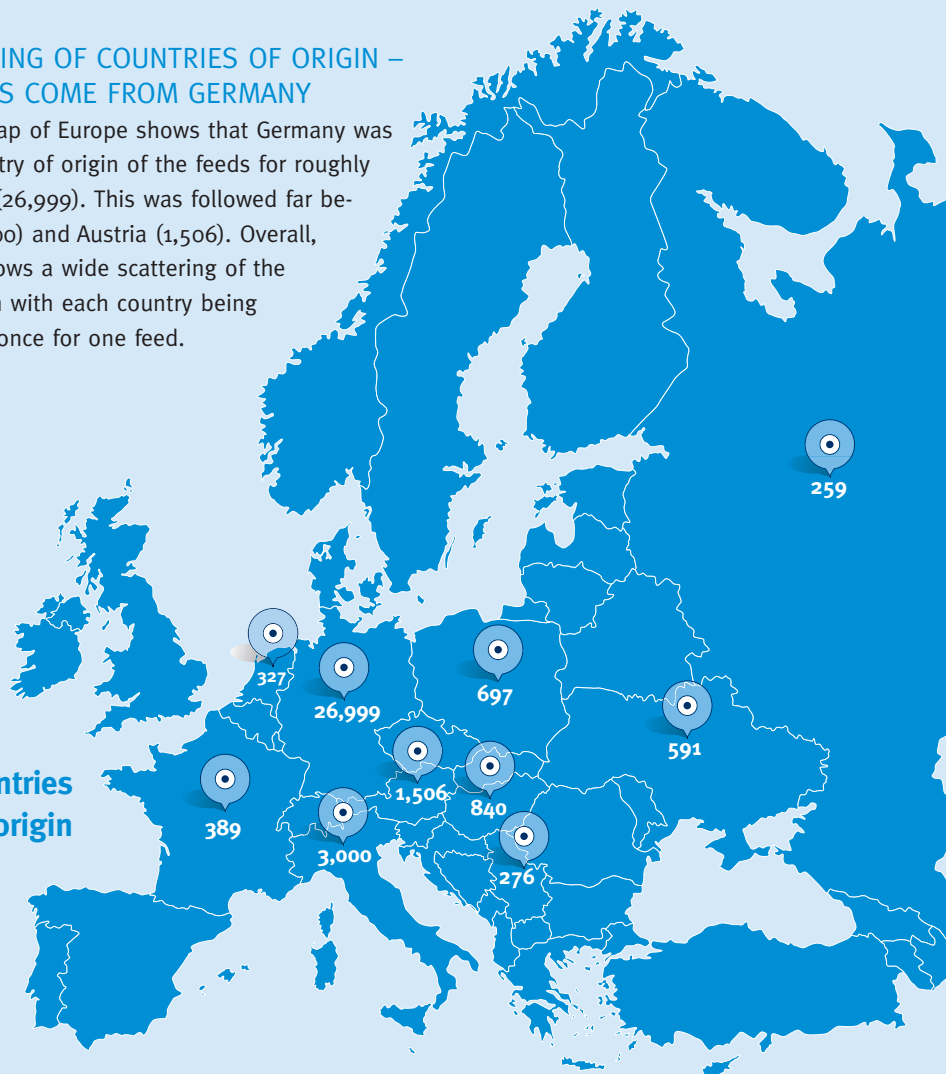 ING OF COUNTRIES OF ORIGIN –
S COME FROM GERMANY
ap of Europe shows that Germany was
try of origin of the feeds for roughly
(26,999). This was followed far be-
00) and Austria (1,506). Overall,
ows a wide scattering of the
n with each country being
once for one feed.
259
327
26,999
697
591
ntries
origin
389
1,506
840
3,000
276